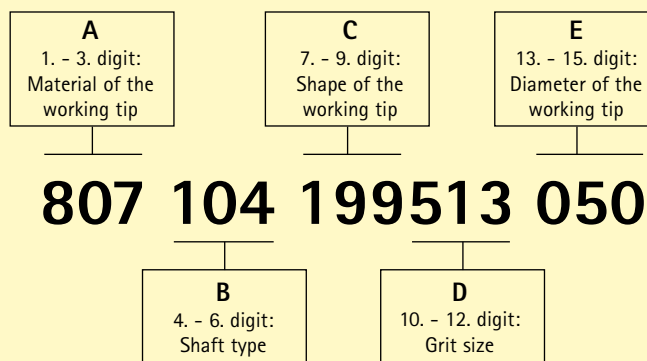 A
1. - 3. digit:
Material of the
working tip
C
7. - 9. digit:
Shape of the
working tip
E
13. - 15. digit:
Diameter of the
working tip
807 104 199513 050
B
4. - 6. digit:
Shaft type
D
10. - 12. digit:
Grit size